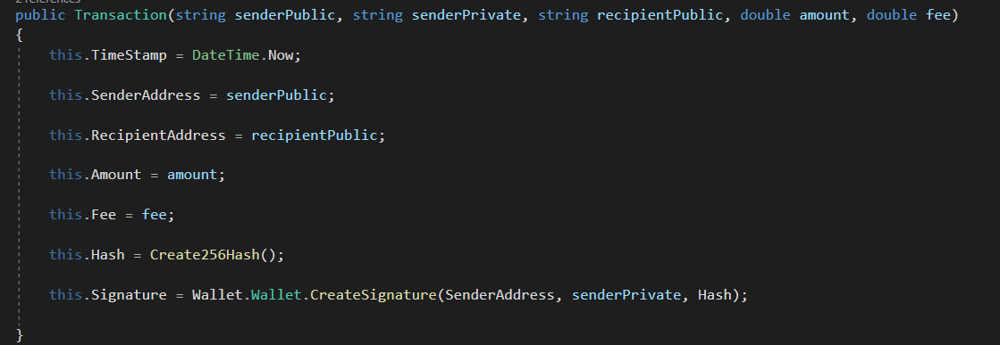 2 references
public Transaction(string senderPublic, string senderPrivate, string recipientPublic, double amount, double fee)
{
this.TimeStamp = DateTime.Now;
this.SenderAddress = senderPublic;
this.RecipientAddress = recipientPublic;
this.Amount = amount;
this.Fee = fee;
this.Hash = Create256Hash();
this.Signature = Wallet.Wallet.CreateSignature(SenderAddress, senderPrivate, Hash);
}